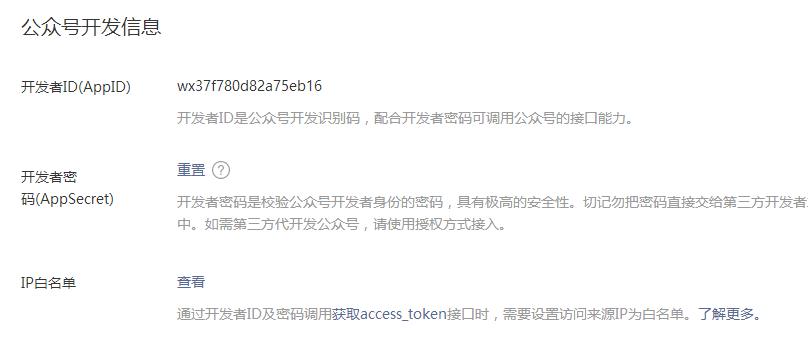 公众号开发信息
开发者ID(AppID)
wx37f780d82a75eb16
开发者ID是公众号开发识别码，配合开发者密码可调用公众号的接口能力。
开发者密
码(AppSecret)
重置 ?
开发者密码是校验公众号开发者身份的密码，具有极高的安全性。切记勿把密码直接交给第三方开发者
中。如需第三方代开发公众号，请使用授权方式接入。
IP白名单
查看
通过开发者ID及密码调用获取access_token接口时，需要设置访问来源IP为白名单。了解更多。